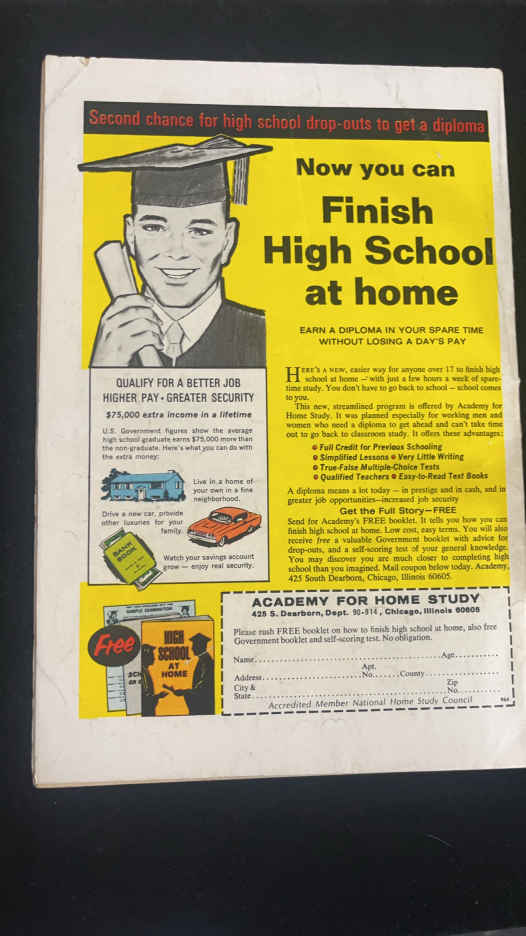 Second chance for high school drop-outs to get a diploma
Now you can
Finish
High School
at home
EARN A DIPLOMA IN YOUR SPARE TIME
WITHOUT LOSING A DAY'S PAY
HERE'S A NEW, easier way for anyone over 17 to finish high
school at home – with just a few hours a week of spare-
time study. You don't have to go back to school – school comes
to you.
This new, streamlined program is offered by Academy for
Home Study. It was planned especially for working men and
women who need a diploma to get ahead and can't take time
out to go back to classroom study. It offers these advantages:
Full Credit for Previous Schooling
Simplified Lessons • Very Little Writing
True-False Multiple-Choice Tests
Qualified Teachers • Easy-to-Read Test Books
A diploma means a lot today – in prestige and in cash, and in
greater job opportunities–increased job security
Get the Full Story–FREE
Send for Academy's FREE booklet. It tells you how you can
finish high school at home. Low cost, easy terms. You will also
receive free a valuable Government booklet with advice for
drop-outs, and a self-scoring test of your general knowledge.
You may discover you are much closer to completing high
school than you imagined. Mail coupon below today. Academy,
425 South Dearborn, Chicago, Illinois 60605.
QUALIFY FOR A BETTER JOB
HIGHER PAY • GREATER SECURITY
$75,000 extra income in a lifetime
U.S. Government figures show the average
high school graduate earns $75,000 more than
the non-graduate. Here's what you can do with
the extra money:
Live in a home of
your own in a fine
neighborhood.
Drive a new car, provide
other luxuries for your
family.
BANK
BOOK
Watch your savings account
grow – enjoy real security.
Free
HIGH
SCHOOL
AT
HOME
ACADEMY FOR HOME STUDY
425 S. Dearborn, Dept. 90-914, Chicago, Illinois 60605
Please rush FREE booklet on how to finish high school at home, also free
Government booklet and self-scoring test. No obligation.
Name Age
Apt.
Address No. County
City & Zip
State No.
Accredited Member National Home Study Council